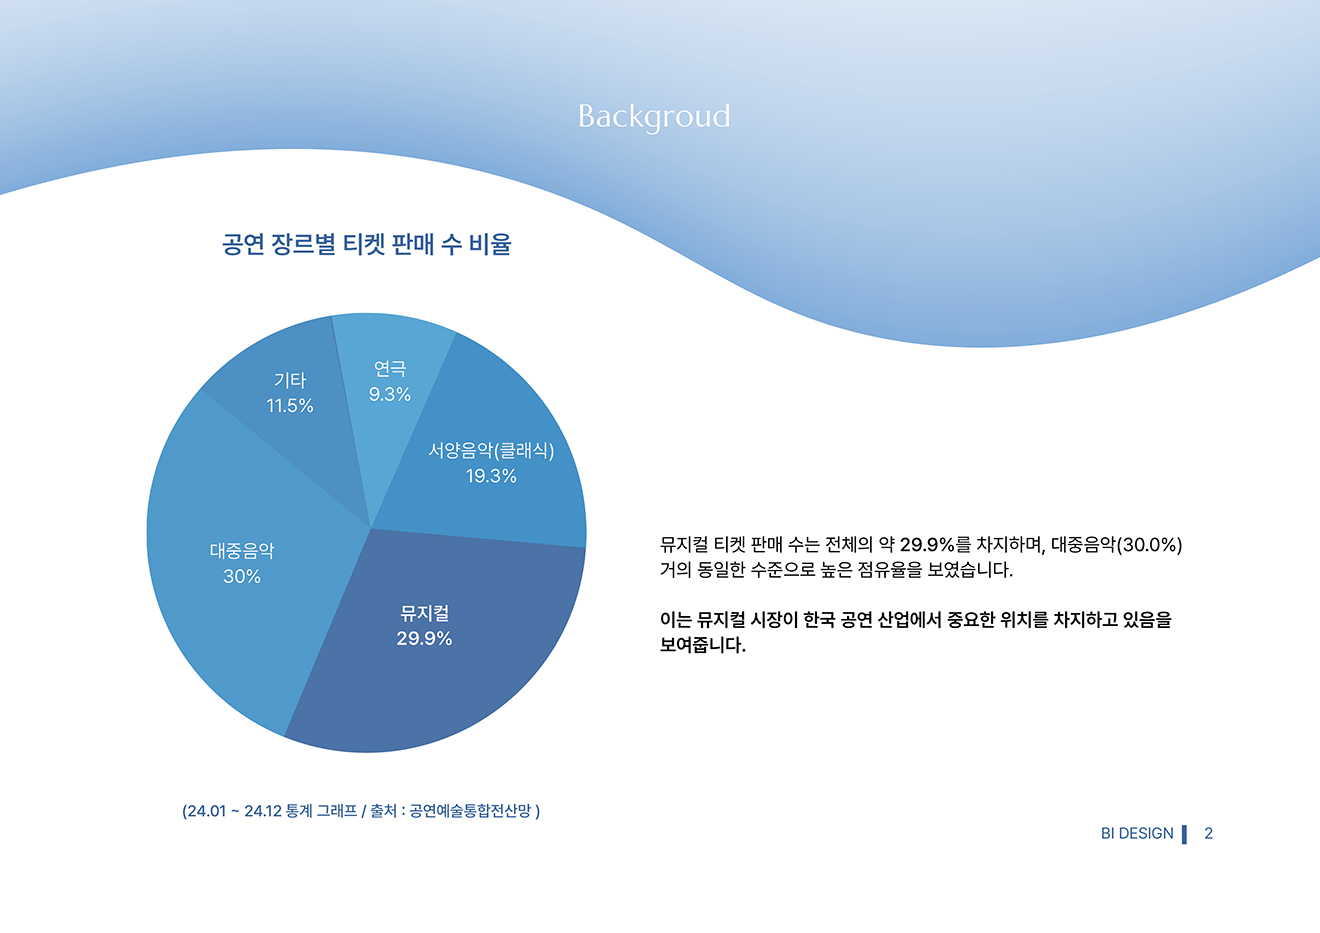 Backgroud
공연 장르별 티켓 판매 수 비율
연극
9.3%
기타
11.5%
서양음악(클래식)
19.3%
대중음악
30%
뮤지컬
29.9%
뮤지컬 티켓 판매 수는 전체의 약 29.9%를 차지하며, 대중음악(30.0%)
거의 동일한 수준으로 높은 점유율을 보였습니다.
이는 뮤지컬 시장이 한국 공연 산업에서 중요한 위치를 차지하고 있음을
보여줍니다.
(24.01 ~ 24.12 통계 그래프 / 출처 : 공연예술통합전산망 )
BI DESIGN 2